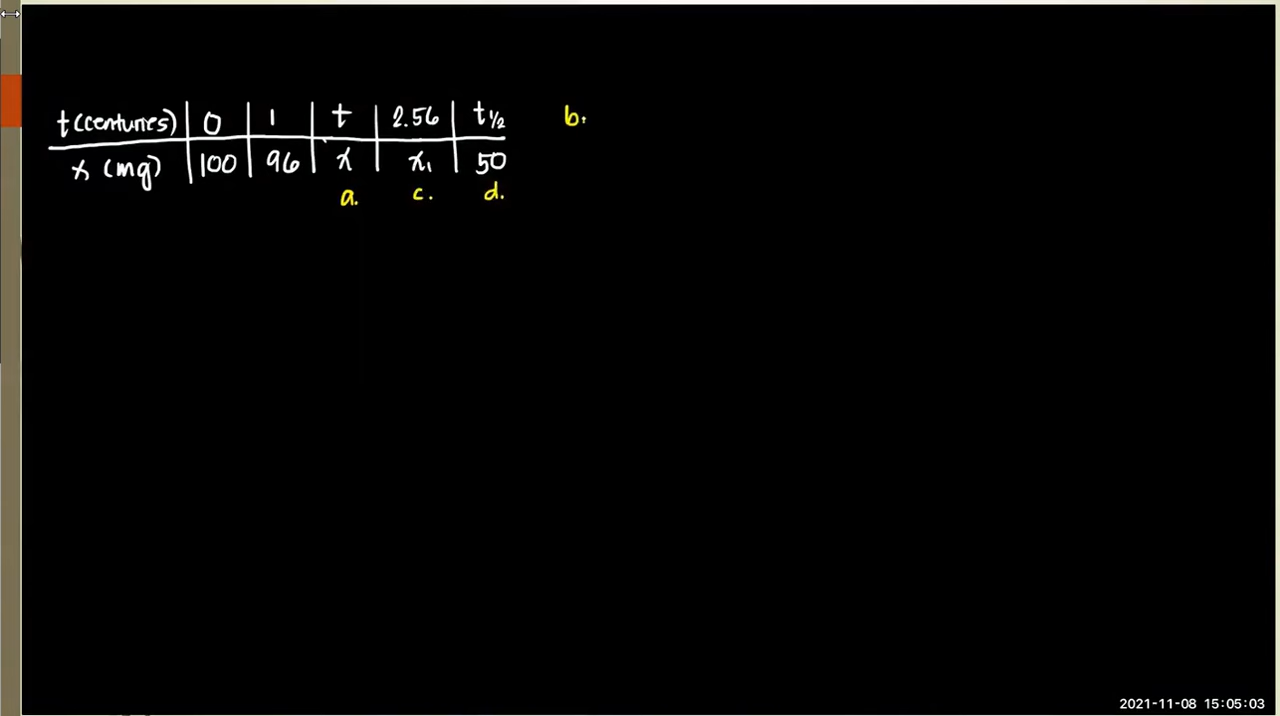 t (centuries) 0 1 t 2.56 t1/2 b.
x (mg) 100 96 x x1 50
a. c. d.
2021-11-08 15:05:03